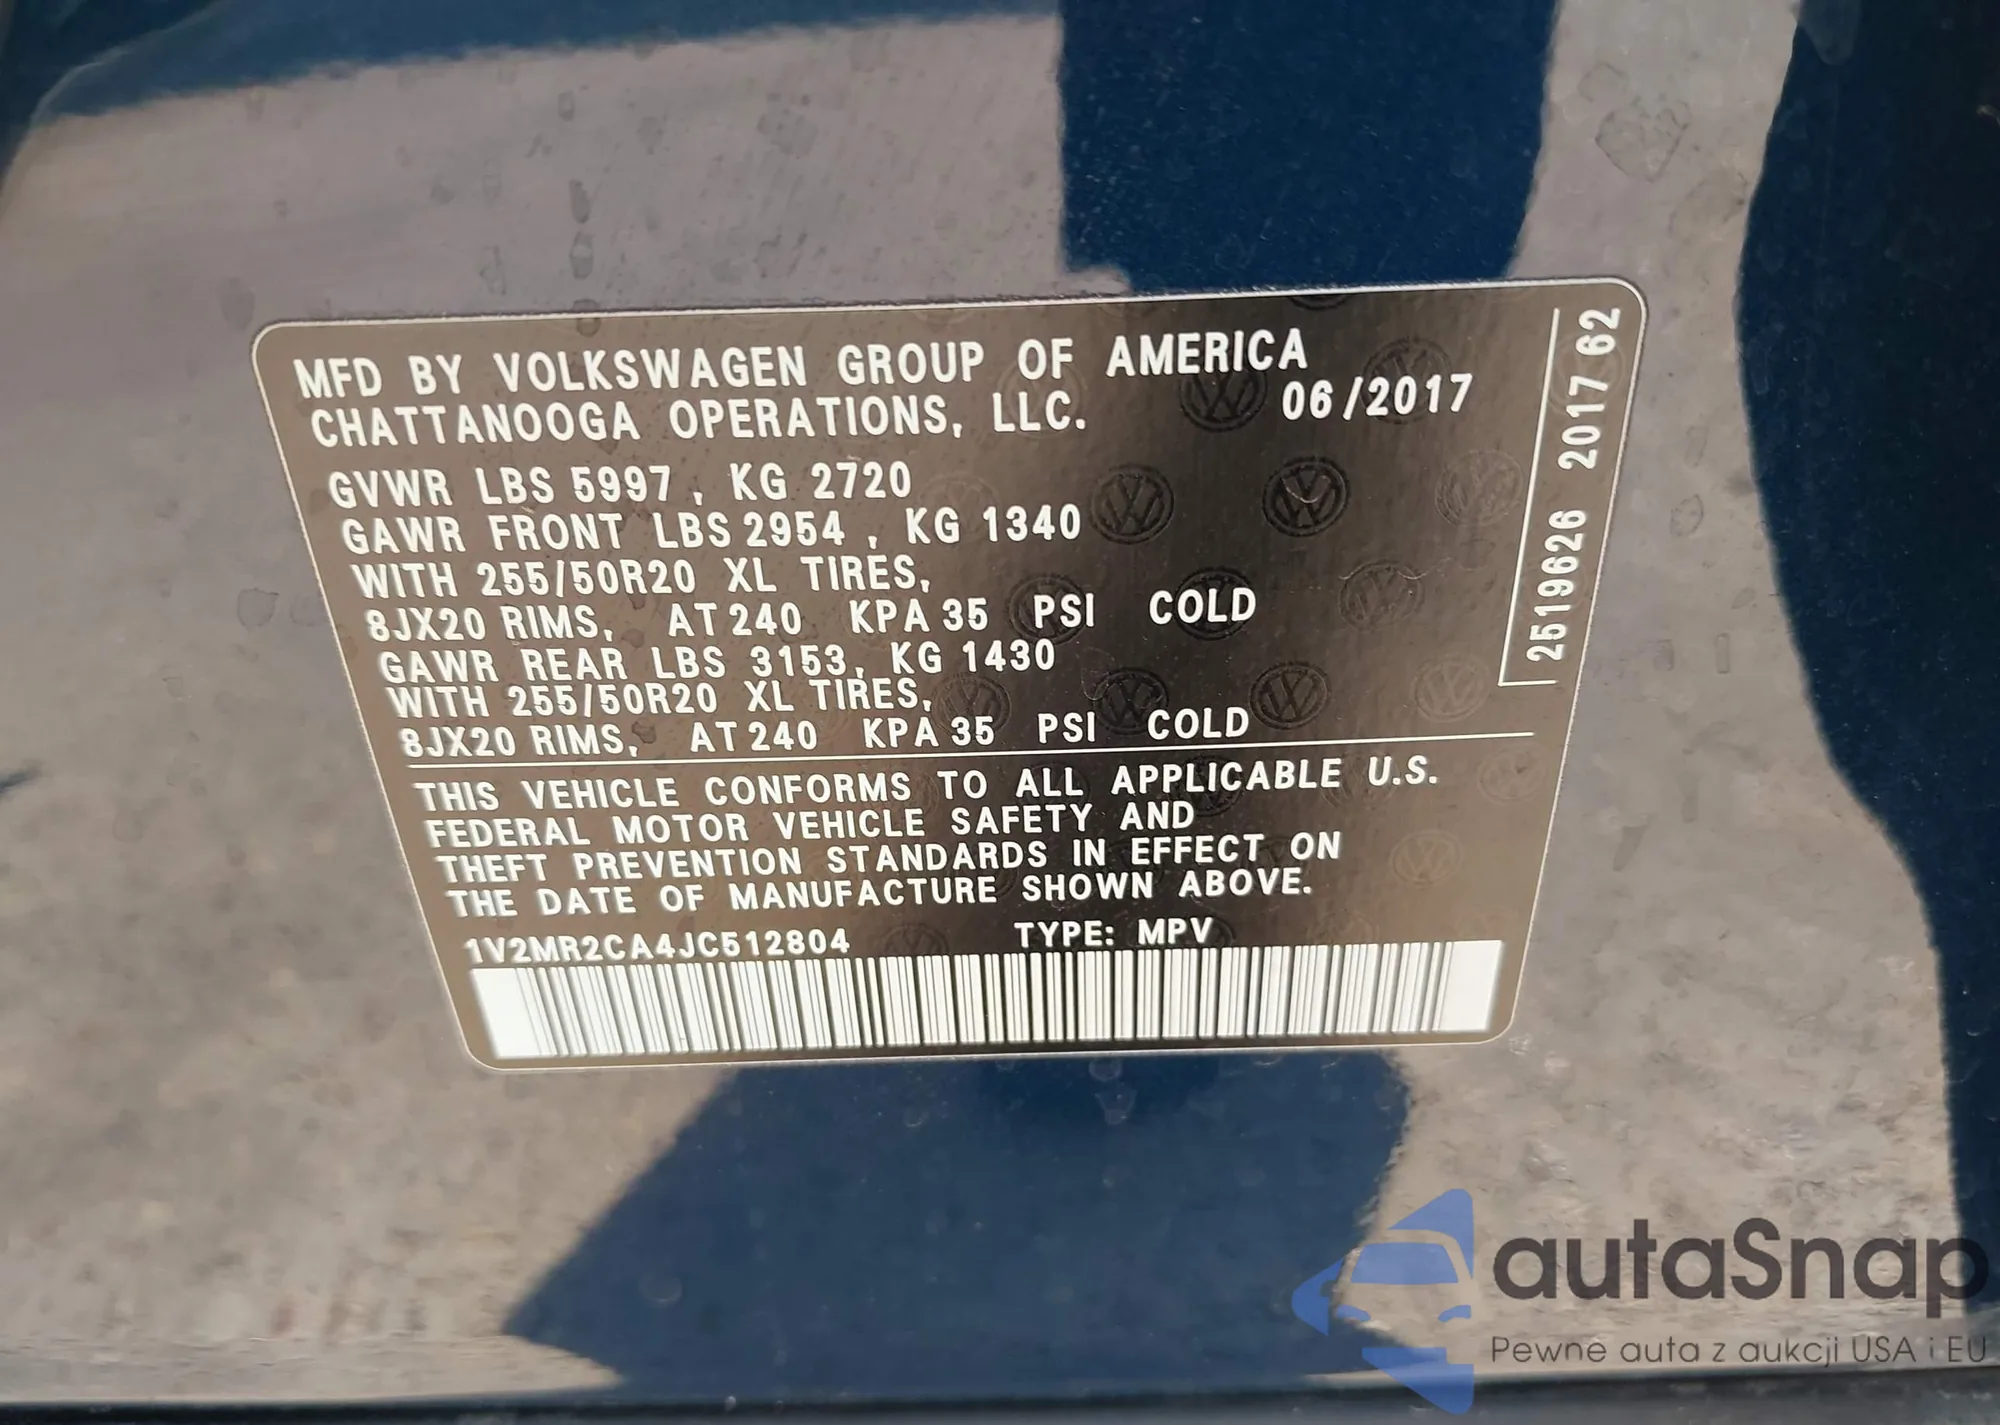 MFD BY VOLKSWAGEN GROUP OF AMERICA
CHATTANOOGA OPERATIONS, LLC. 06/2017
GVWR LBS 5997 , KG 2720
GAWR FRONT LBS 2954 , KG 1340
WITH 255/50R20 XL TIRES,
8JX20 RIMS, AT 240 KPA 35 PSI COLD
GAWR REAR LBS 3153, KG 1430
WITH 255/50R20 XL TIRES,
8JX20 RIMS, AT 240 KPA 35 PSI COLD
THIS VEHICLE CONFORMS TO ALL APPLICABLE U.S.
FEDERAL MOTOR VEHICLE SAFETY AND
THEFT PREVENTION STANDARDS IN EFFECT ON
THE DATE OF MANUFACTURE SHOWN ABOVE.
1V2MR2CA4JC512804 TYPE: MPV
2519626 2017 62
autaSnap
Pewne auta z aukcji USA i EU